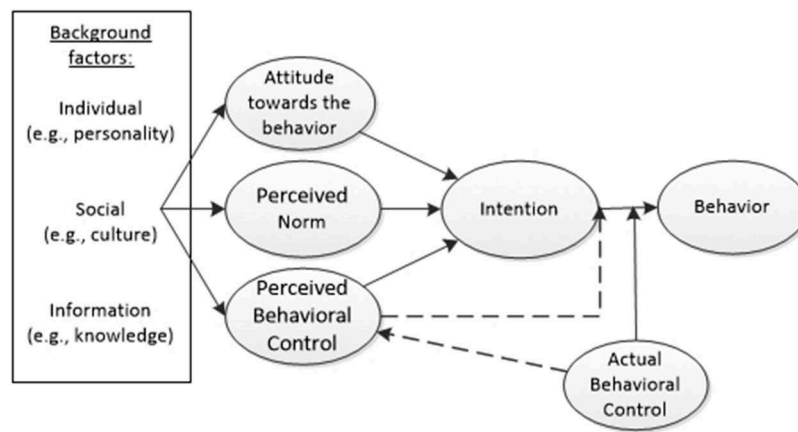 Background
factors:
Individual
(e.g., personality)
Social
(e.g., culture)
Information
(e.g., knowledge)
Attitude
towards the
behavior
Perceived
Norm
Perceived
Behavioral
Control
Intention
Behavior
Actual
Behavioral
Control